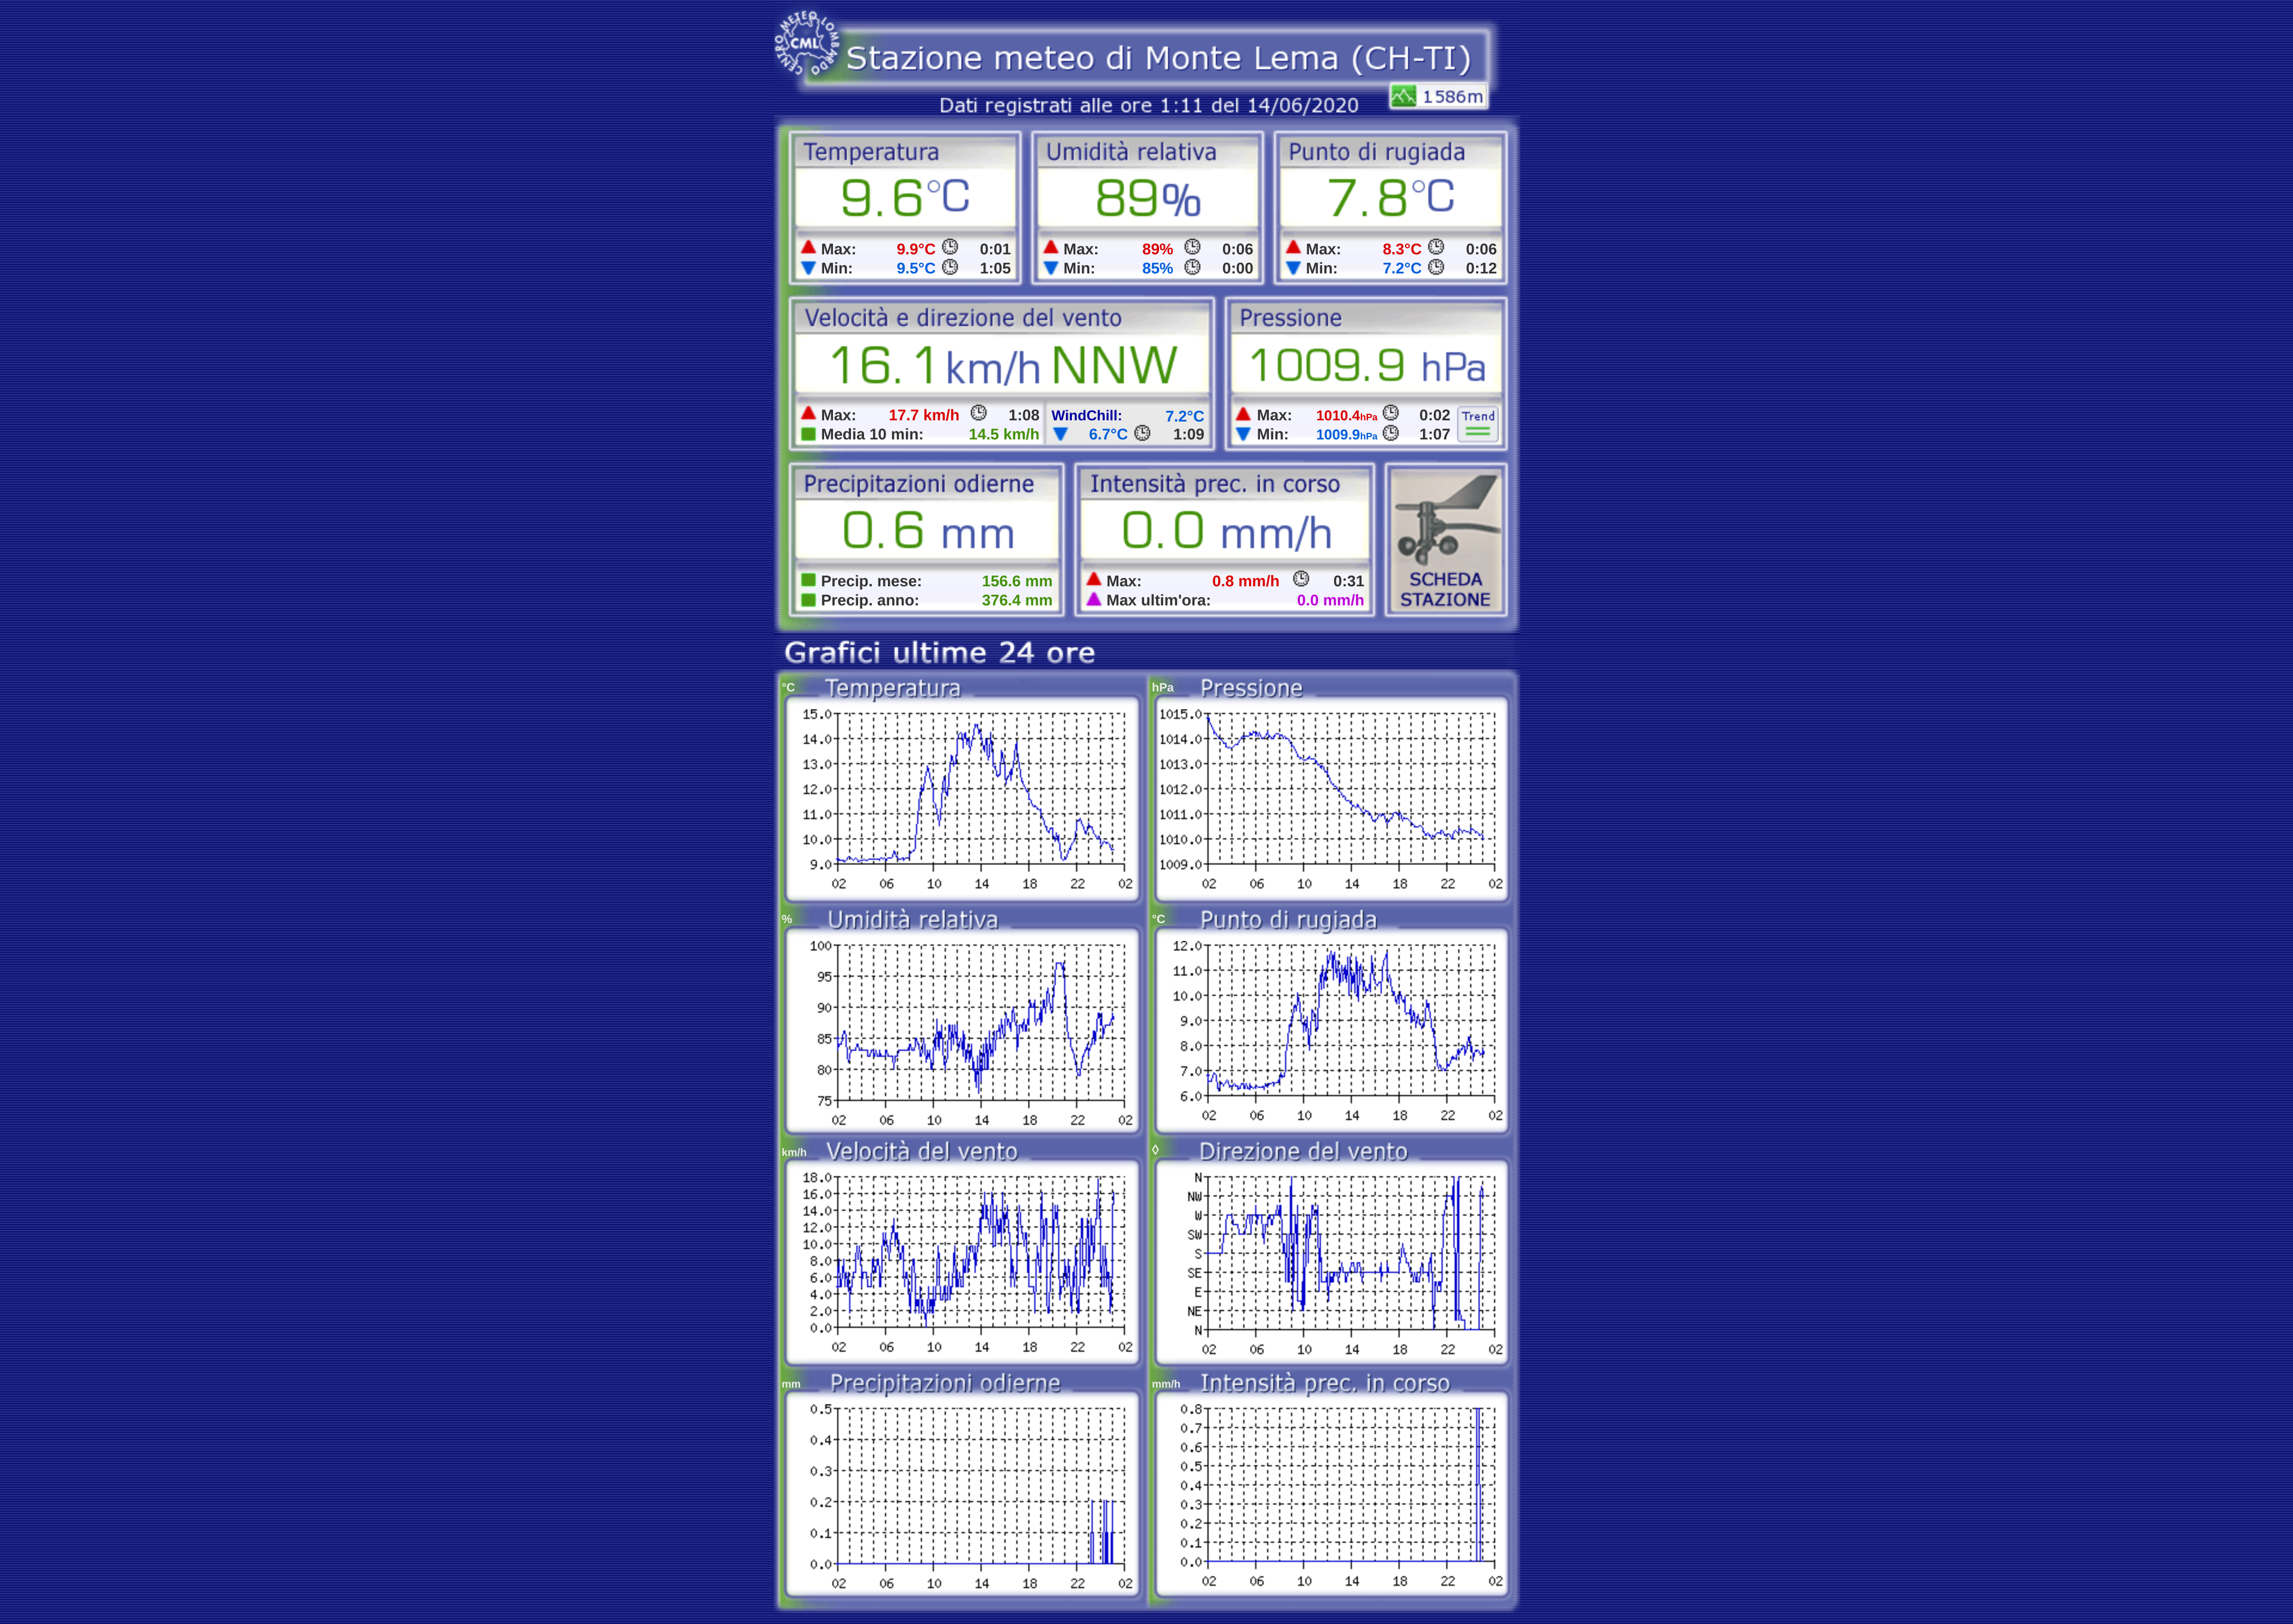 CENTRO METEO LOMBARDO
CML
Stazione meteo di Monte Lema (CH-TI)
Dati registrati alle ore 1:11 del 14/06/2020
1586m
Temperatura
9.6°C
Max: 9.9°C 0:01
Min: 9.5°C 1:05
Umidità relativa
89%
Max: 89% 0:06
Min: 85% 0:00
Punto di rugiada
7.8°C
Max: 8.3°C 0:06
Min: 7.2°C 0:12
Velocità e direzione del vento
16.1 km/h NNW
Max: 17.7 km/h 1:08
Media 10 min: 14.5 km/h
WindChill: 7.2°C
6.7°C 1:09
Pressione
1009.9 hPa
Max: 1010.4hPa 0:02
Min: 1009.9hPa 1:07
Trend
Precipitazioni odierne
0.6 mm
Precip. mese: 156.6 mm
Precip. anno: 376.4 mm
Intensità prec. in corso
0.0 mm/h
Max: 0.8 mm/h 0:31
Max ultim'ora: 0.0 mm/h
SCHEDA
STAZIONE
Grafici ultime 24 ore
°C Temperatura
15.0
14.0
13.0
12.0
11.0
10.0
9.0
02 06 10 14 18 22 02
hPa Pressione
1015.0
1014.0
1013.0
1012.0
1011.0
1010.0
1009.0
02 06 10 14 18 22 02
% Umidità relativa
100
95
90
85
80
75
02 06 10 14 18 22 02
°C Punto di rugiada
12.0
11.0
10.0
9.0
8.0
7.0
6.0
02 06 10 14 18 22 02
km/h Velocità del vento
18.0
16.0
14.0
12.0
10.0
8.0
6.0
4.0
2.0
0.0
02 06 10 14 18 22 02
◊ Direzione del vento
N
NW
W
SW
S
SE
E
NE
N
02 06 10 14 18 22 02
mm Precipitazioni odierne
0.5
0.4
0.3
0.2
0.1
0.0
02 06 10 14 18 22 02
mm/h Intensità prec. in corso
0.8
0.7
0.6
0.5
0.4
0.3
0.2
0.1
0.0
02 06 10 14 18 22 02